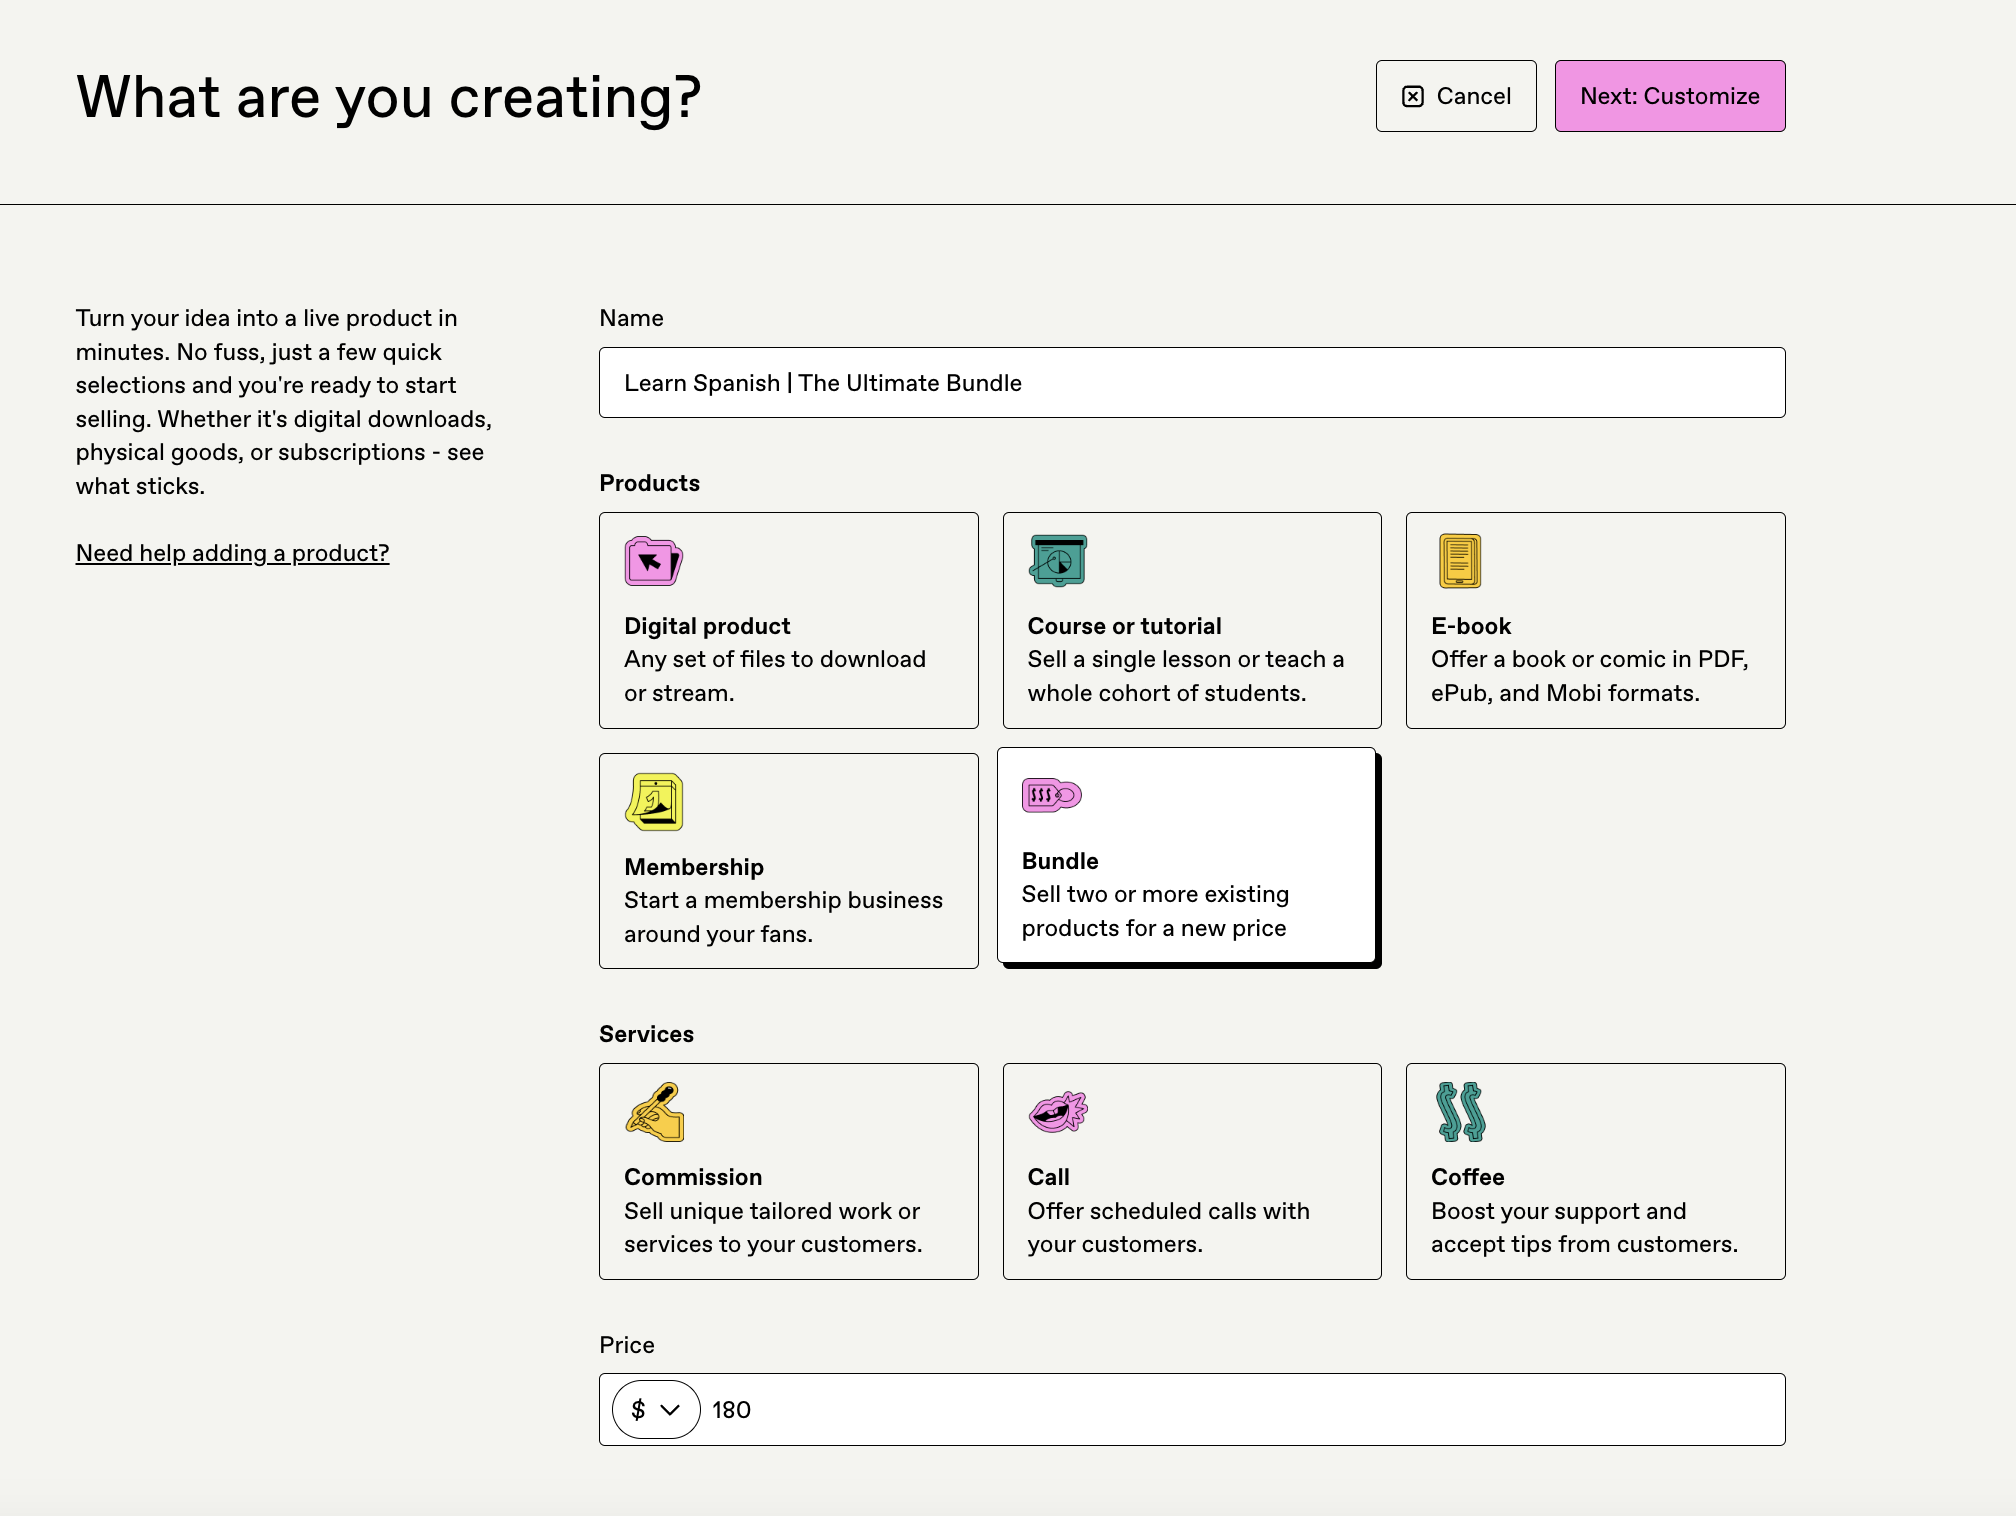 What are you creating?
Cancel
Next: Customize
Turn your idea into a live product in
minutes. No fuss, just a few quick
selections and you're ready to start
selling. Whether it's digital downloads,
physical goods, or subscriptions - see
what sticks.
Need help adding a product?
Name
Learn Spanish | The Ultimate Bundle
Products
Digital product
Any set of files to download
or stream.
Course or tutorial
Sell a single lesson or teach a
whole cohort of students.
E-book
Offer a book or comic in PDF,
ePub, and Mobi formats.
1
Membership
Start a membership business
around your fans.
$$$
Bundle
Sell two or more existing
products for a new price
Services
Commission
Sell unique tailored work or
services to your customers.
Call
Offer scheduled calls with
your customers.
Coffee
Boost your support and
accept tips from customers.
Price
$ 180